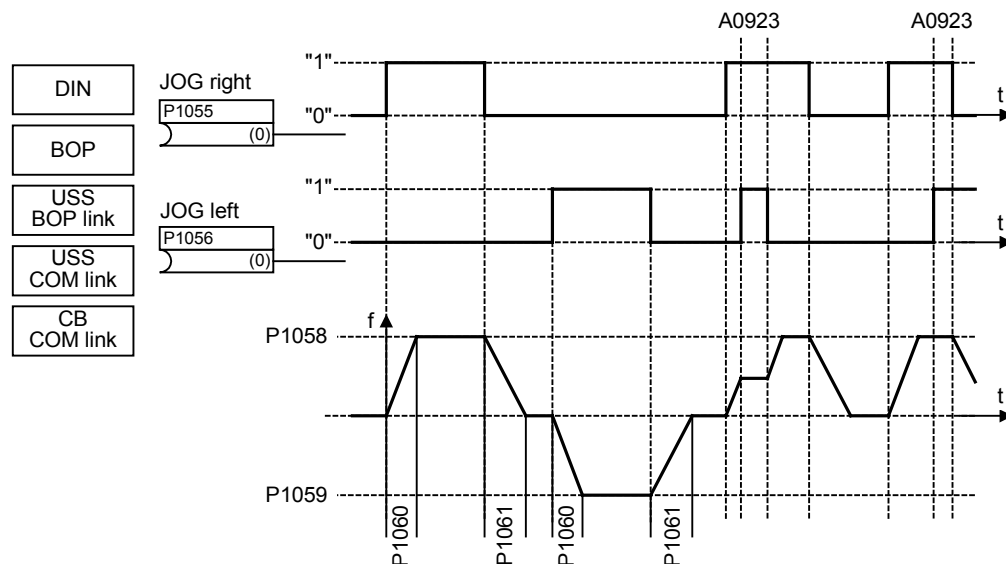 A0923
A0923
DIN
BOP
USS
BOP link
USS
COM link
CB
COM link
JOG right
P1055
(0)
"1"
"0"
t
JOG left
P1056
(0)
"1"
"0"
t
f
P1058
t
P1059
P1060
P1061
P1060
P1061